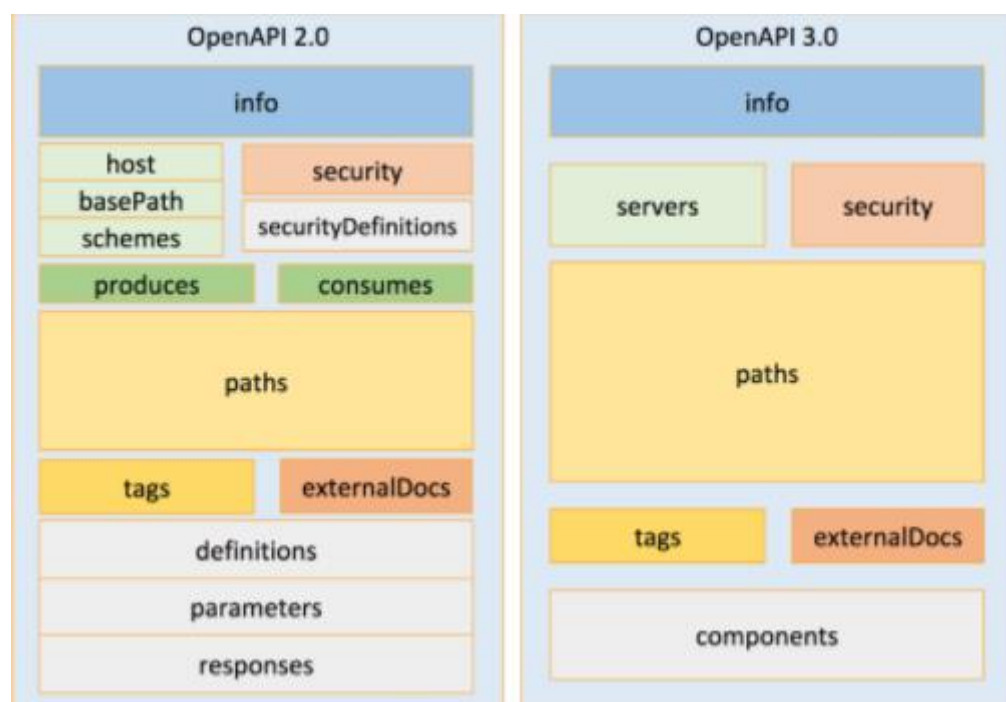 OpenAPI 2.0
info
host
basePath
schemes
security
securityDefinitions
produces
consumes
paths
tags
externalDocs
definitions
parameters
responses
OpenAPI 3.0
info
servers
security
paths
tags
externalDocs
components